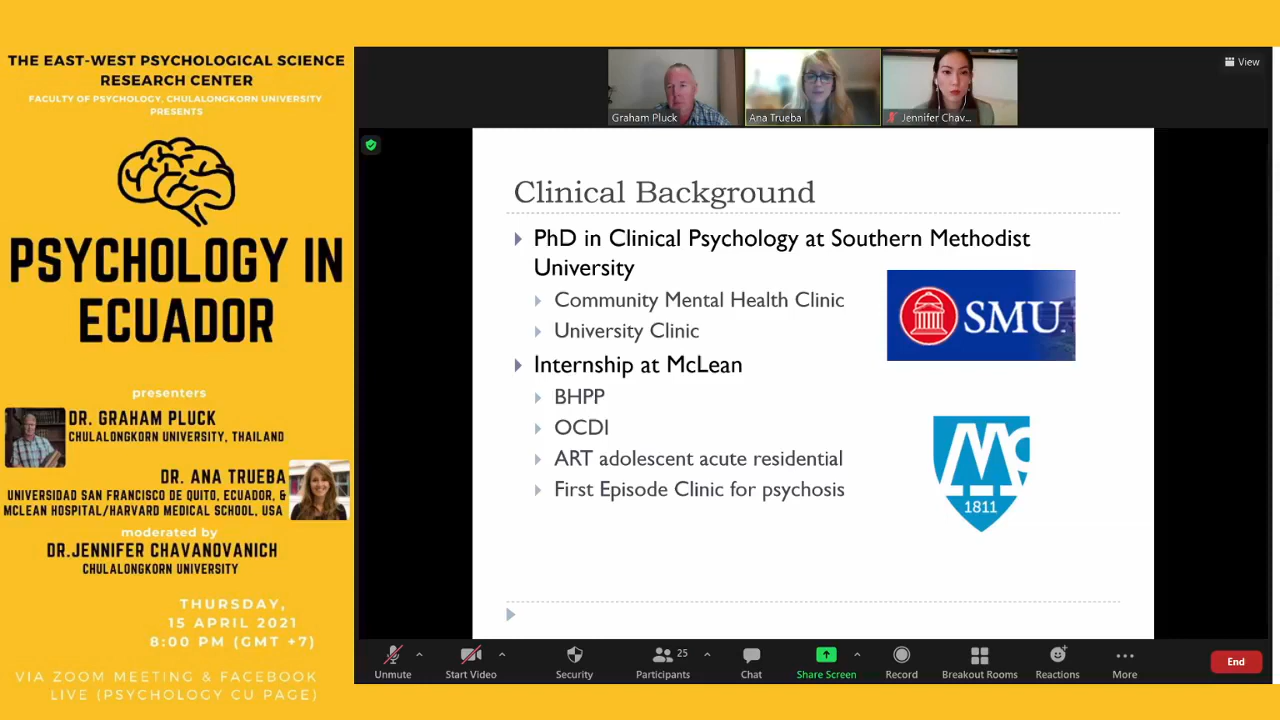 THE EAST-WEST PSYCHOLOGICAL SCIENCE
RESEARCH CENTER
FACULTY OF PSYCHOLOGY, CHULALONGKORN UNIVERSITY
PRESENTS
PSYCHOLOGY IN
ECUADOR
presenters
DR. GRAHAM PLUCK
CHULALONGKORN UNIVERSITY, THAILAND
DR. ANA TRUEBA
UNIVERSIDAD SAN FRANCISCO DE QUITO, ECUADOR, &
MCLEAN HOSPITAL/HARVARD MEDICAL SCHOOL, USA
moderated by
DR.JENNIFER CHAVANOVANICH
CHULALONGKORN UNIVERSITY
THURSDAY,
15 APRIL 2021
8:00 PM (GMT +7)
VIA ZOOM MEETING & FACEBOOK
LIVE (PSYCHOLOGY CU PAGE)
Graham Pluck
Ana Trueba
Jennifer Chav...
View
Clinical Background
PhD in Clinical Psychology at Southern Methodist
University
Community Mental Health Clinic
University Clinic
SMU.
Internship at McLean
BHPP
OCDI
ART adolescent acute residential
First Episode Clinic for psychosis
Mc
1811
Unmute
Start Video
Security
25
Participants
Chat
Share Screen
Record
Breakout Rooms
Reactions
More
End